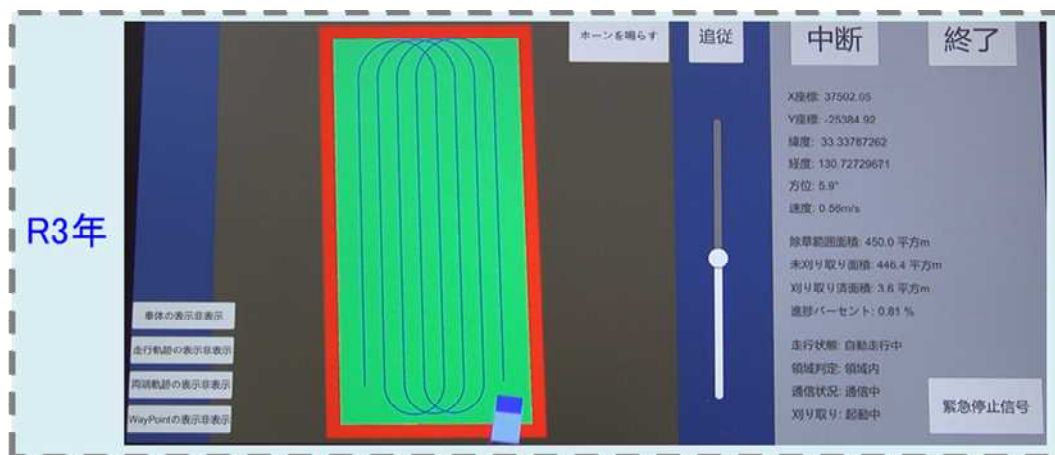 R3年
ホーンを鳴らす
追従
中断
終了
X座標: 37502.05
Y座標: -25384.92
緯度: 33.33787262
経度: 130.72729671
方位: 5.9°
速度: 0.56m/s
除草範囲面積: 450.0 平方m
未刈り取り面積: 446.4 平方m
刈り取り済面積: 3.6 平方m
進捗パーセント: 0.81 %
走行状態: 自動走行中
領域判定: 領域内
通信状況: 通信中
刈り取り: 起動中
緊急停止信号
車体の表示非表示
走行軌跡の表示非表示
両端軌跡の表示非表示
WayPointの表示非表示